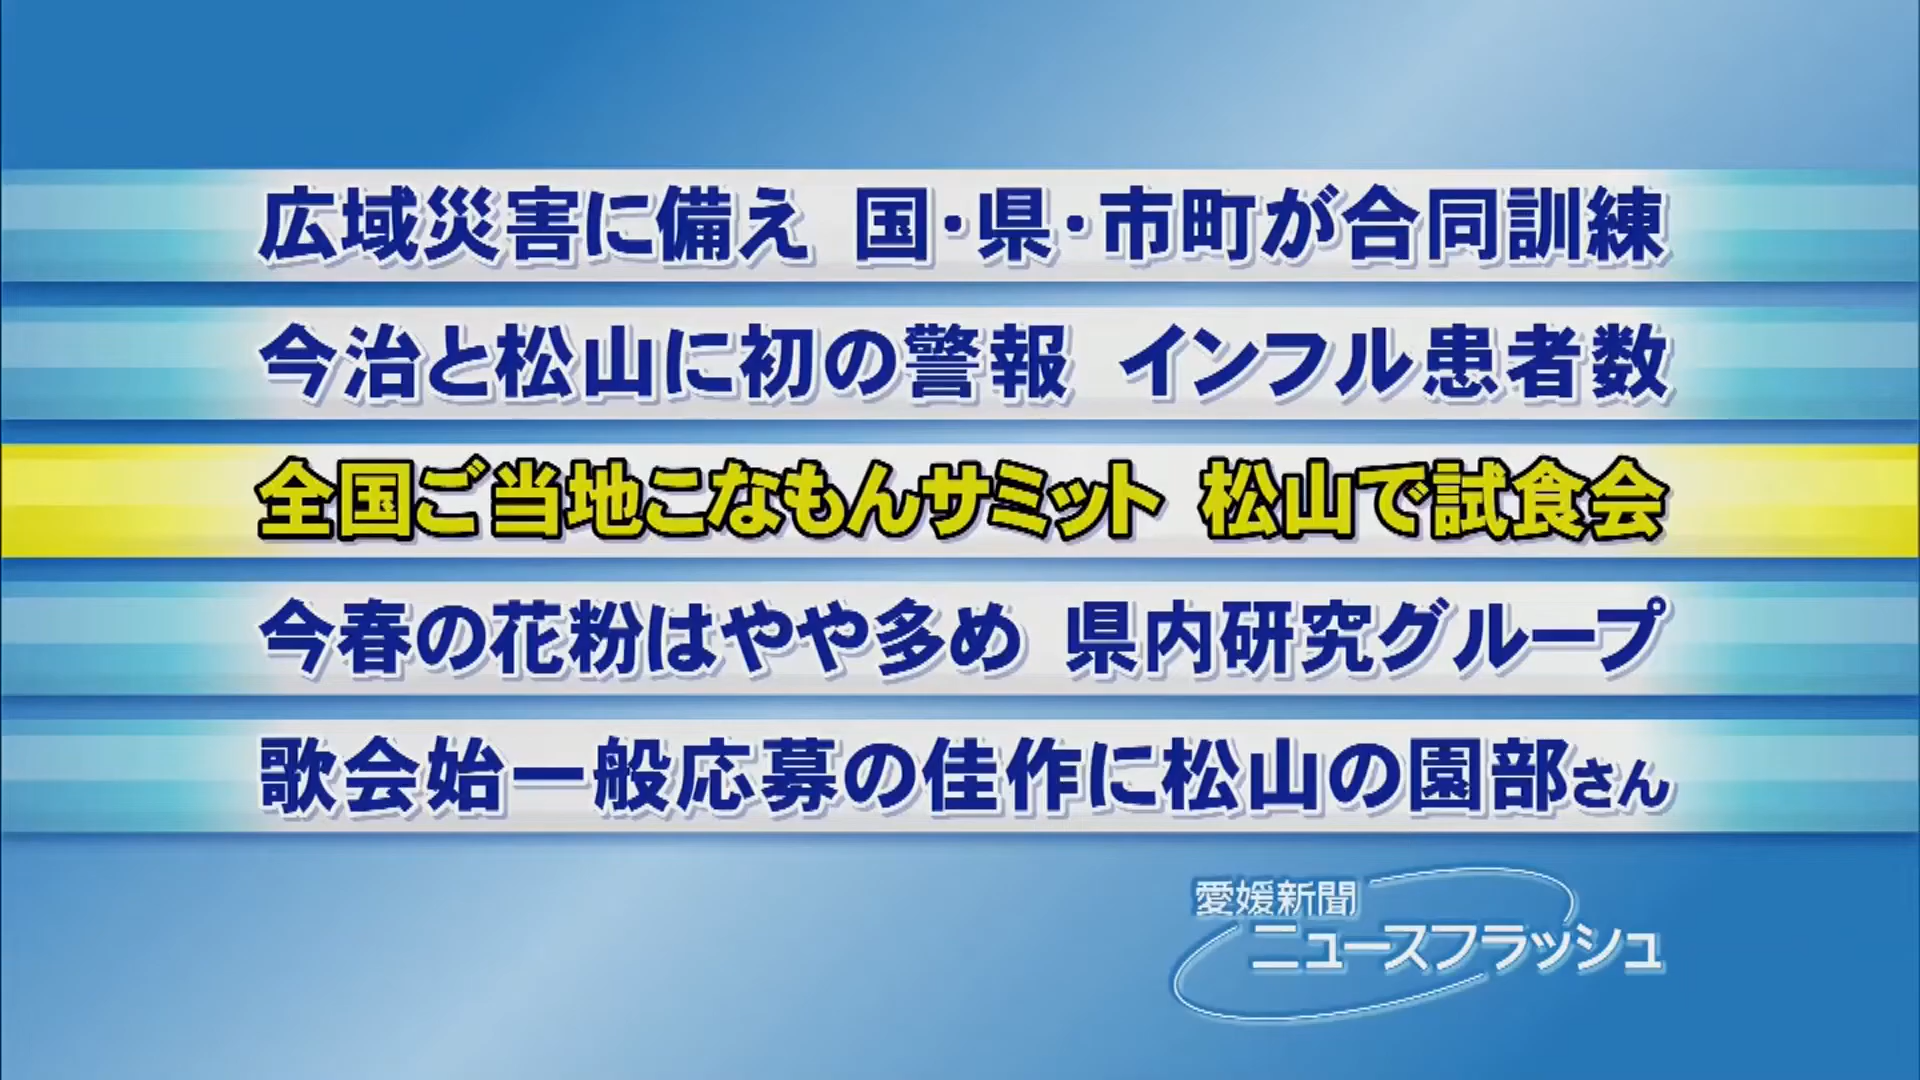 広域災害に備え 国・県・市町が合同訓練
今治と松山に初の警報 インフル患者数
全国ご当地こなもんサミット 松山で試食会
今春の花粉はやや多め 県内研究グループ
歌会始一般応募の佳作に松山の園部さん
愛媛新聞
ニュースフラッシュ